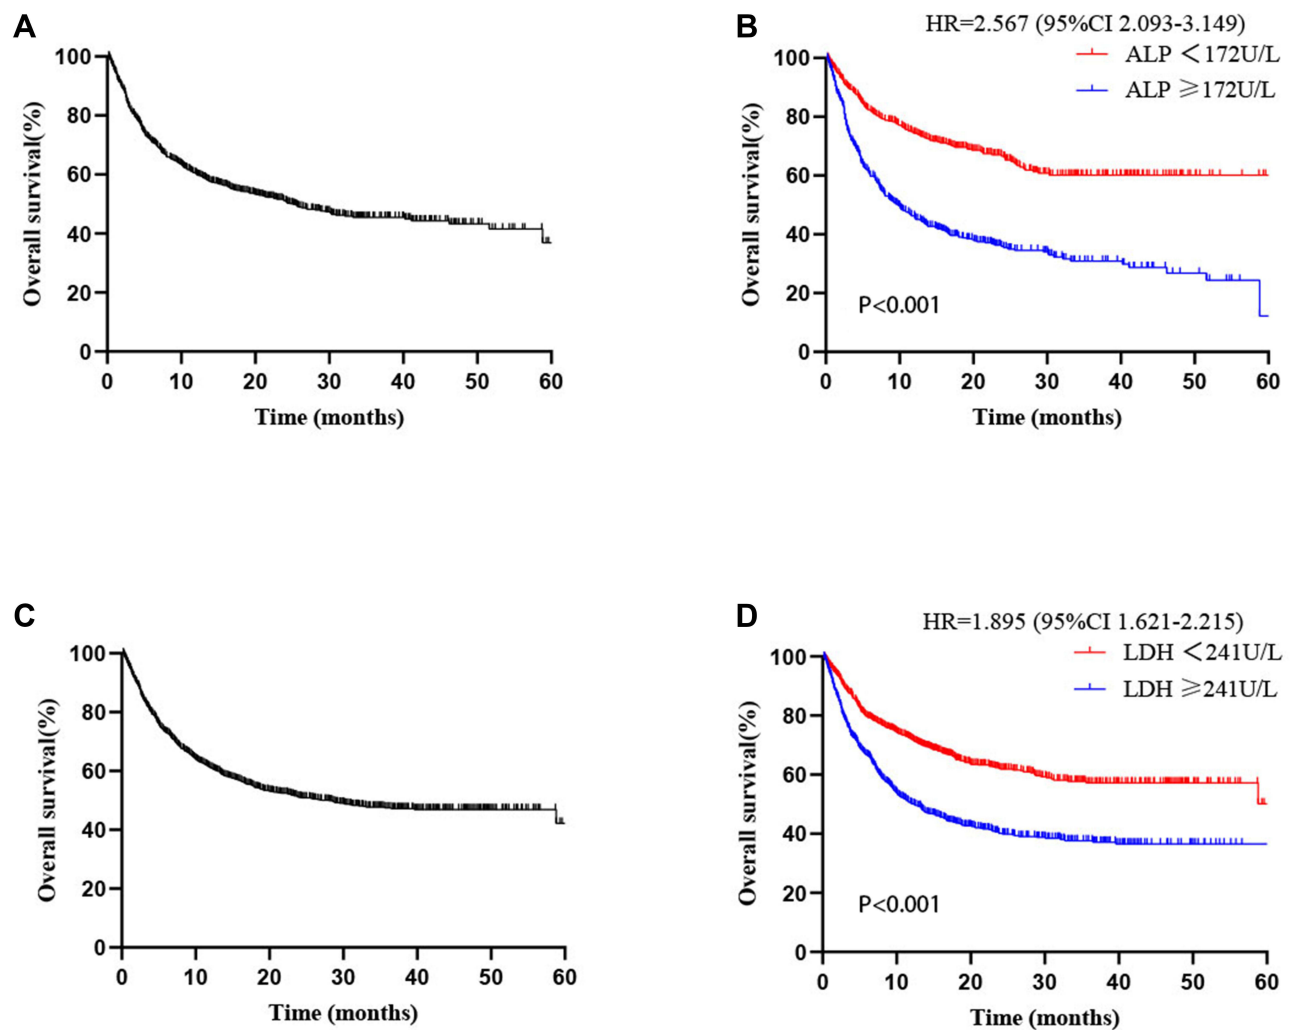 A
100
80
60
40
20
0
0 10 20 30 40 50 60
Overall survival(%)
Time (months)
B
HR=2.567 (95%CI 2.093-3.149)
ALP <172U/L
ALP ⩾172U/L
100
80
60
40
20
0
P<0.001
0 10 20 30 40 50 60
Overall survival(%)
Time (months)
C
100
80
60
40
20
0
0 10 20 30 40 50 60
Overall survival(%)
Time (months)
D
HR=1.895 (95%CI 1.621-2.215)
LDH <241U/L
LDH ⩾241U/L
100
80
60
40
20
0
P<0.001
0 10 20 30 40 50 60
Overall survival(%)
Time (months)